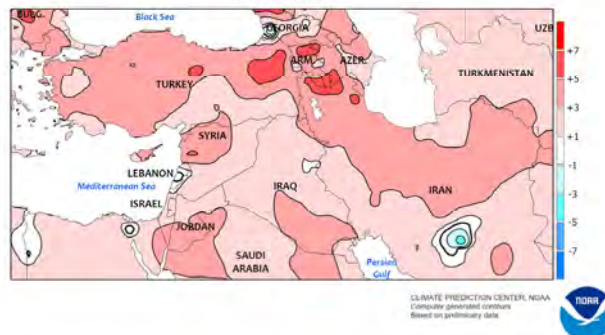 BULG.
Black Sea
GEORGIA
UZB
ARM.
AZER.
TURKEY
TURKMENISTAN
SYRIA
LEBANON
Mediterranean Sea
ISRAEL
IRAQ
IRAN
JORDAN
SAUDI
ARABIA
Persian
Gulf
+7
+5
+3
+1
-1
-3
-5
-7
CLIMATE PREDICTION CENTER, NOAA
Computer generated contours
Based on preliminary data
NOAA